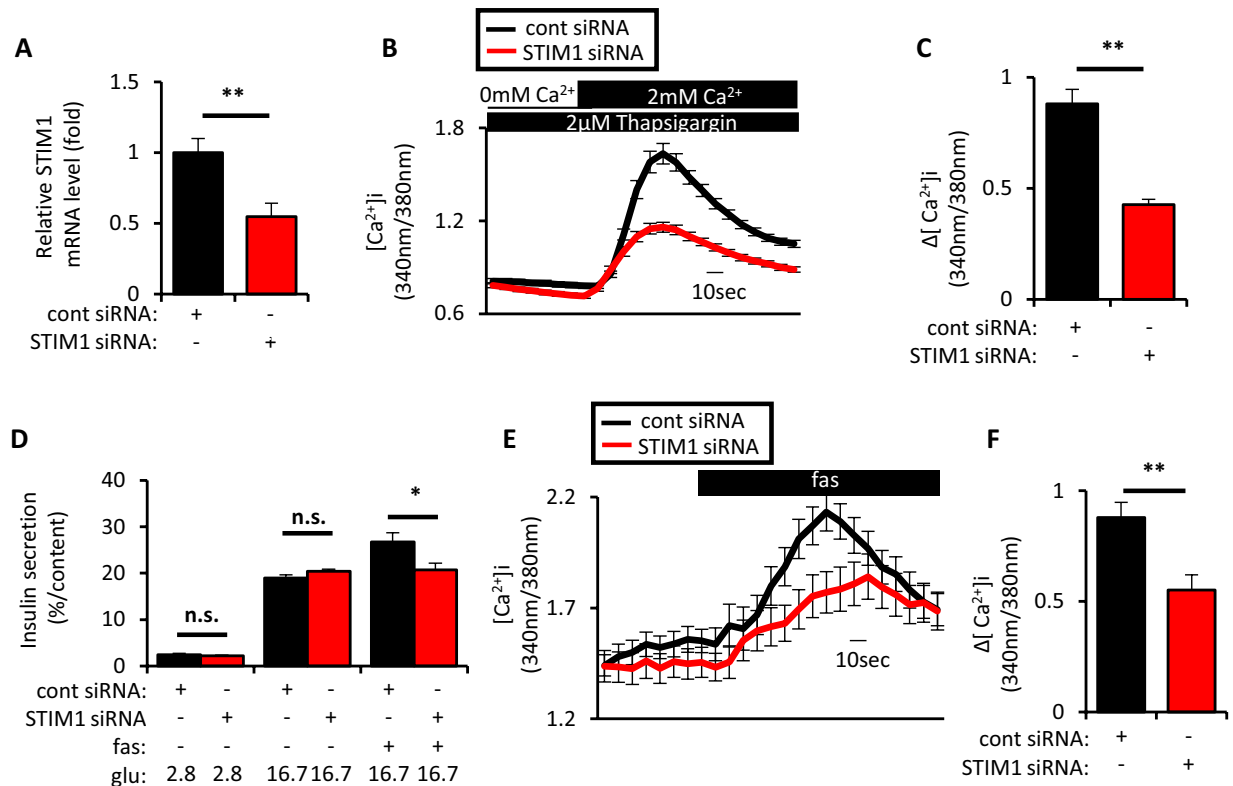 A
Relative STIM1
mRNA level (fold)
1.5
1
0.5
0
**
cont siRNA: + -
STIM1 siRNA: - +
B
cont siRNA
STIM1 siRNA
0mM Ca²⁺ 2mM Ca²⁺
2μM Thapsigargin
[Ca²⁺]i
(340nm/380nm)
1.8
1.2
0.6
10sec
C
**
Δ[ Ca²⁺]i
(340nm/380nm)
1
0.5
0
cont siRNA: + -
STIM1 siRNA: - +
D
Insulin secretion
(%/content)
40
30
20
10
0
n.s.
n.s.
*
cont siRNA: + - + - + -
STIM1 siRNA - + - + - +
fas: - - - - + +
glu: 2.8 2.8 16.7 16.7 16.7 16.7
E
cont siRNA
STIM1 siRNA
fas
[Ca²⁺]i
(340nm/380nm)
2.2
1.7
1.2
10sec
F
**
Δ[ Ca²⁺]i
(340nm/380nm)
1
0.5
0
cont siRNA: + -
STIM1 siRNA: - +